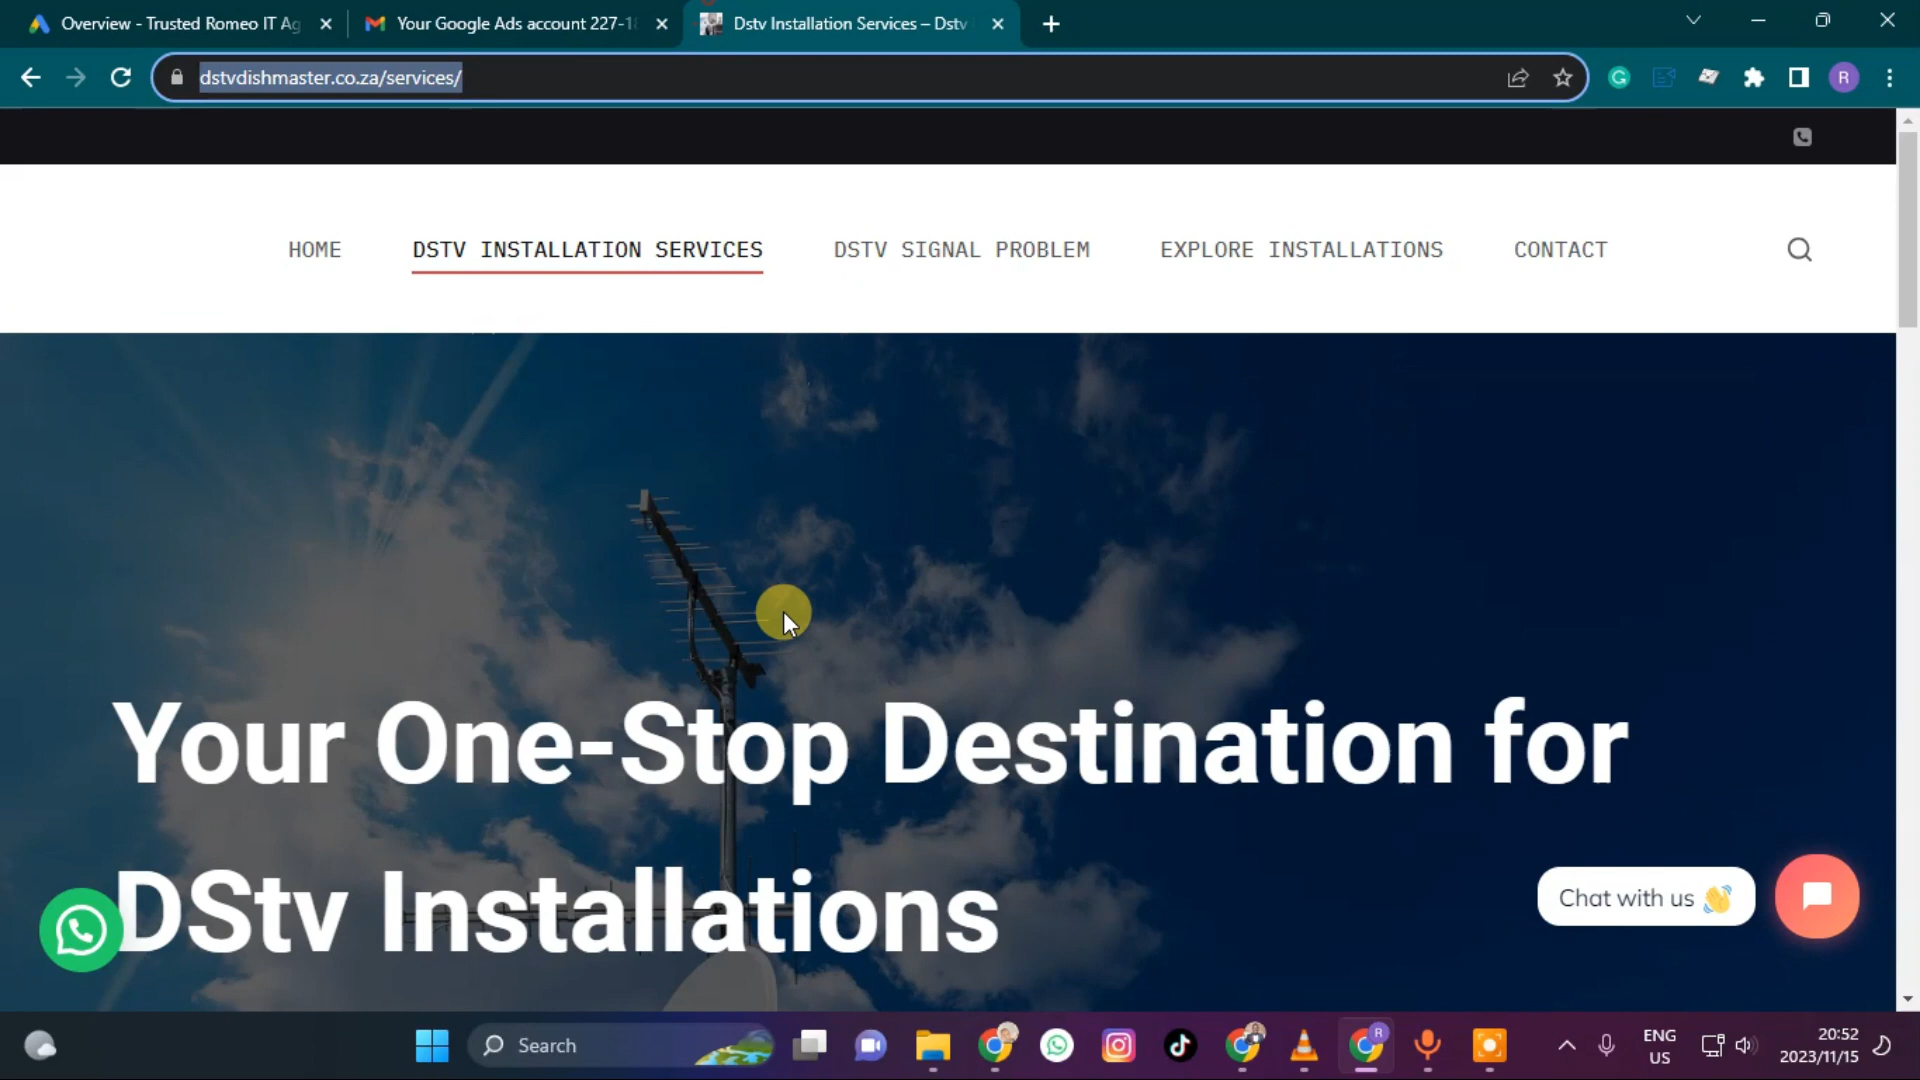 Overview - Trusted Romeo IT Ag
Your Google Ads account 227-18
Dstv Installation Services – Dstv
dstvdishmaster.co.za/services/
G
R
HOME
DSTV INSTALLATION SERVICES
DSTV SIGNAL PROBLEM
EXPLORE INSTALLATIONS
CONTACT
Your One-Stop Destination for
DStv Installations
Chat with us 👋
Search
R
ENG
US
20:52
2023/11/15